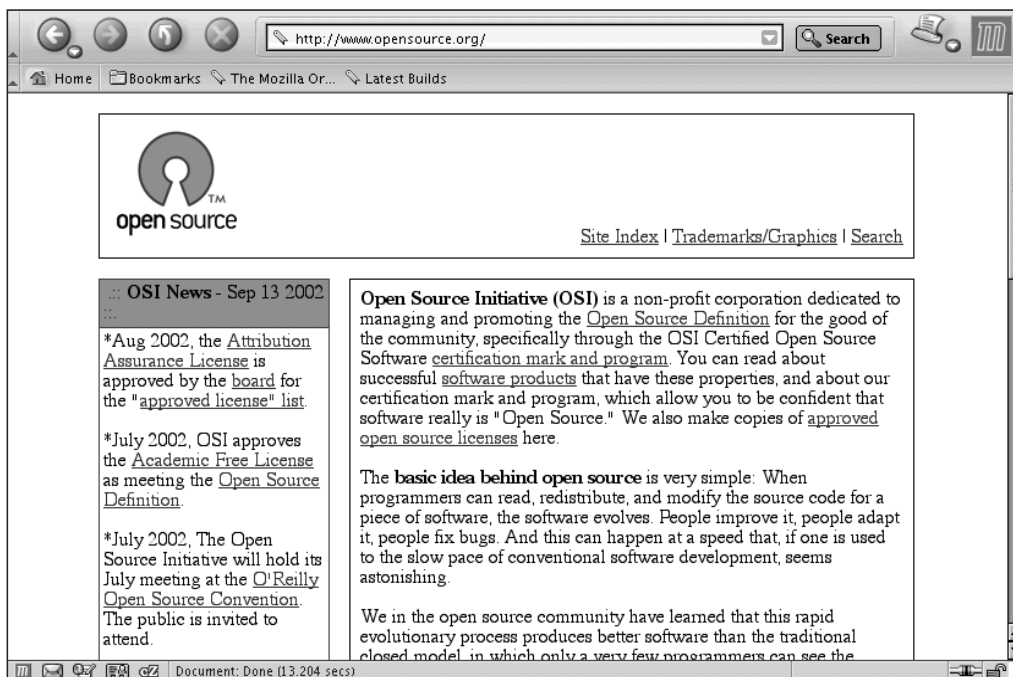 http://www.opensource.org/
Search
Home
Bookmarks
The Mozilla Or...
Latest Builds
TM
open source
Site Index | Trademarks/Graphics | Search
.:: OSI News - Sep 13 2002
::.
*Aug 2002, the Attribution
Assurance License is
approved by the board for
the "approved license" list.
*July 2002, OSI approves
the Academic Free License
as meeting the Open Source
Definition.
*July 2002, The Open
Source Initiative will hold its
July meeting at the O'Reilly
Open Source Convention.
The public is invited to
attend.
Open Source Initiative (OSI) is a non-profit corporation dedicated to
managing and promoting the Open Source Definition for the good of
the community, specifically through the OSI Certified Open Source
Software certification mark and program. You can read about
successful software products that have these properties, and about our
certification mark and program, which allow you to be confident that
software really is "Open Source." We also make copies of approved
open source licenses here.
The basic idea behind open source is very simple: When
programmers can read, redistribute, and modify the source code for a
piece of software, the software evolves. People improve it, people adapt
it, people fix bugs. And this can happen at a speed that, if one is used
to the slow pace of conventional software development, seems
astonishing.
We in the open source community have learned that this rapid
evolutionary process produces better software than the traditional
closed model, in which only a very few programmers can see the
Document: Done (13.204 secs)